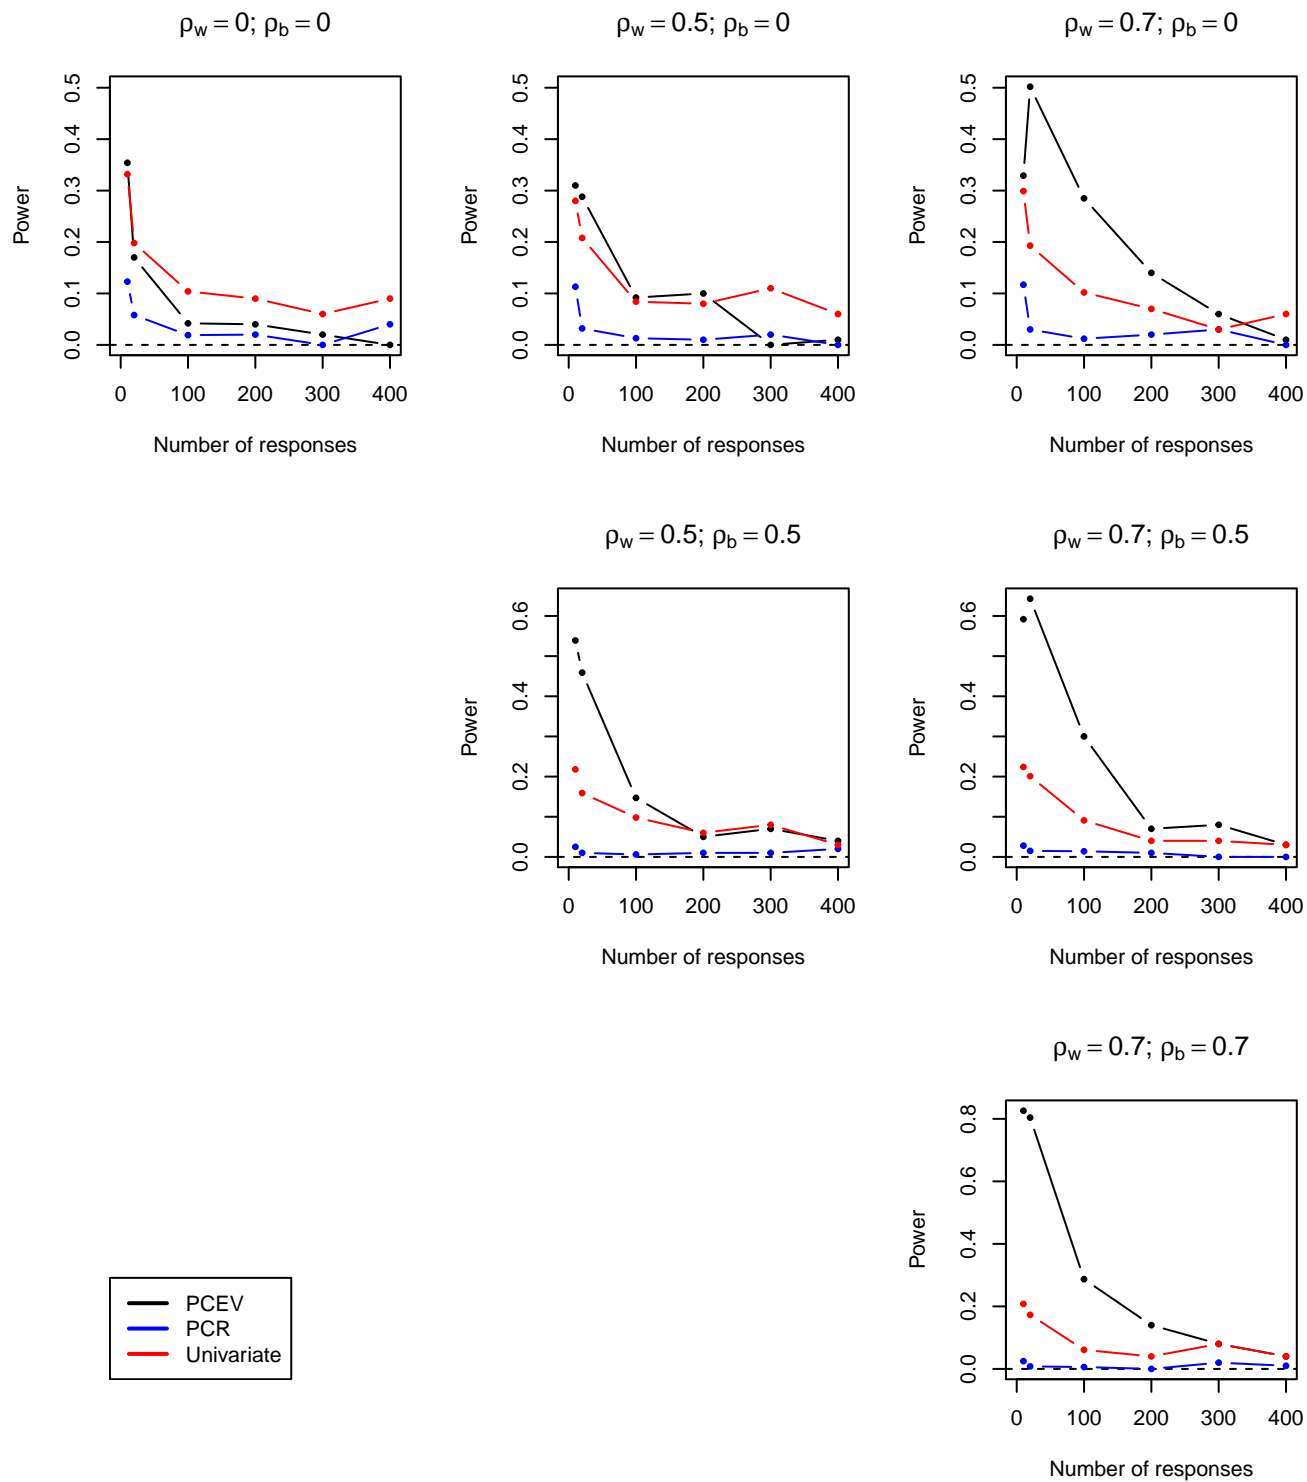 ρw = 0; ρb = 0
ρw = 0.5; ρb = 0
ρw = 0.7; ρb = 0
Power
0.0 0.1 0.2 0.3 0.4 0.5
0 100 200 300 400
Number of responses
Power
0.0 0.1 0.2 0.3 0.4 0.5
0 100 200 300 400
Number of responses
Power
0.0 0.1 0.2 0.3 0.4 0.5
0 100 200 300 400
Number of responses
ρw = 0.5; ρb = 0.5
ρw = 0.7; ρb = 0.5
Power
0.0 0.2 0.4 0.6
0 100 200 300 400
Number of responses
Power
0.0 0.2 0.4 0.6
0 100 200 300 400
Number of responses
ρw = 0.7; ρb = 0.7
Power
0.0 0.2 0.4 0.6 0.8
0 100 200 300 400
Number of responses
PCEV
PCR
Univariate